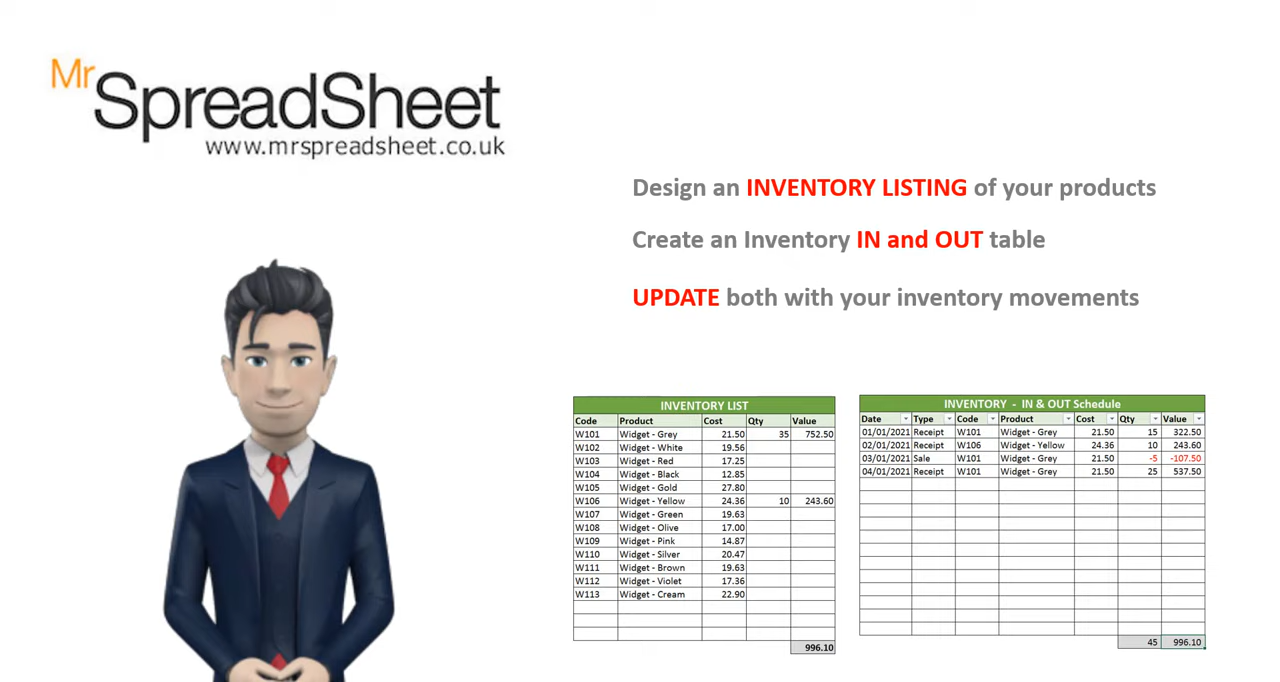 Mr
SpreadSheet
www.mrspreadsheet.co.uk
Design an INVENTORY LISTING of your products
Create an Inventory IN and OUT table
UPDATE both with your inventory movements
INVENTORY LIST
Code Product Cost Qty Value
W101 Widget - Grey 21.50 35 752.50
W102 Widget - White 19.56
W103 Widget - Red 17.25
W104 Widget - Black 12.85
W105 Widget - Gold 27.80
W106 Widget - Yellow 24.36 10 243.60
W107 Widget - Green 19.63
W108 Widget - Olive 17.00
W109 Widget - Pink 14.87
W110 Widget - Silver 20.47
W111 Widget - Brown 19.63
W112 Widget - Violet 17.36
W113 Widget - Cream 22.90
996.10
INVENTORY - IN & OUT Schedule
Date Type Code Product Cost Qty Value
01/01/2021 Receipt W101 Widget - Grey 21.50 15 322.50
02/01/2021 Receipt W106 Widget - Yellow 24.36 10 243.60
03/01/2021 Sale W101 Widget - Grey 21.50 -5 -107.50
04/01/2021 Receipt W101 Widget - Grey 21.50 25 537.50
45 996.10